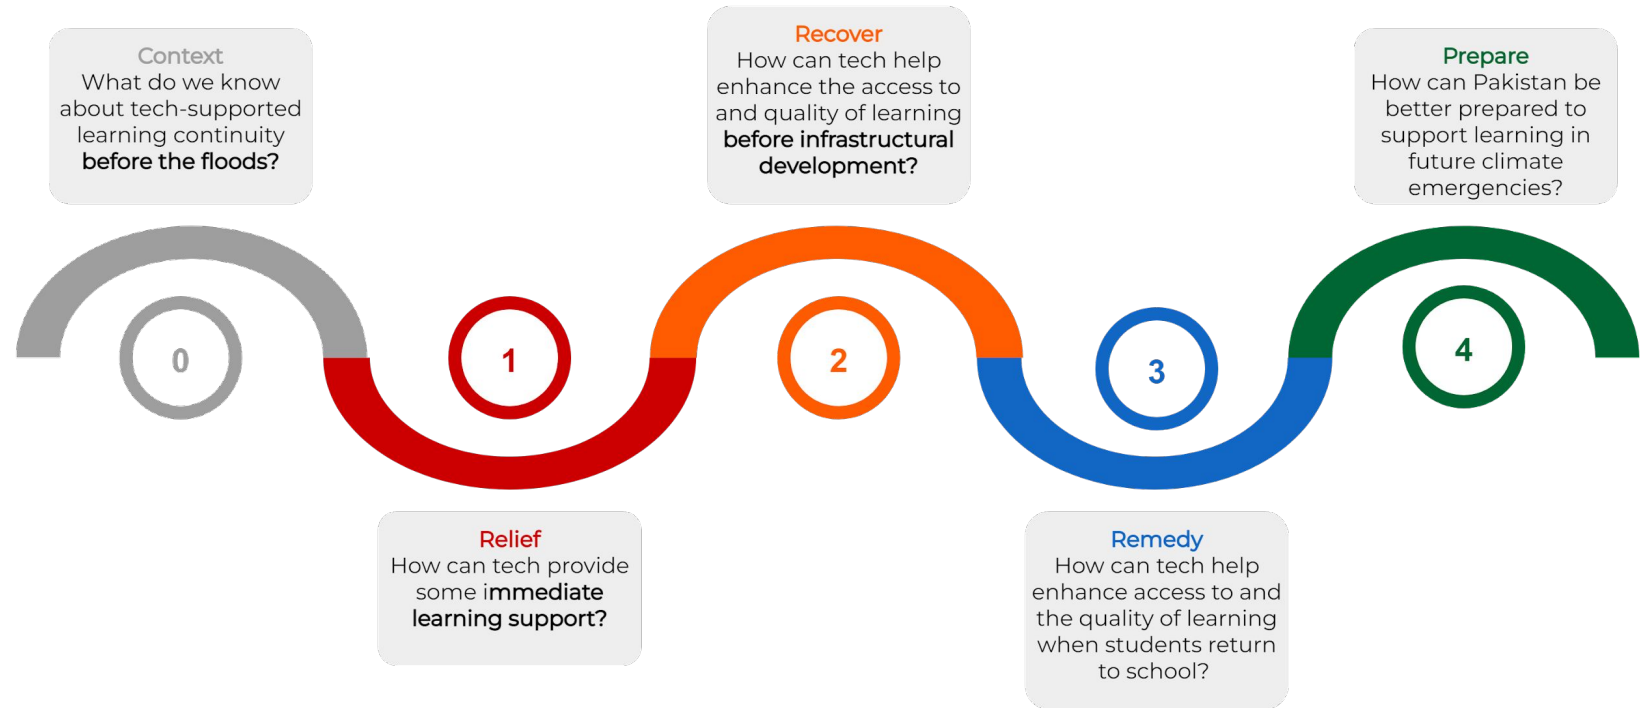 Context
What do we know
about tech-supported
learning continuity
before the floods?
0
Relief
How can tech provide
some immediate
learning support?
1
Recover
How can tech help
enhance the access to
and quality of learning
before infrastructural
development?
2
Remedy
How can tech help
enhance access to and
the quality of learning
when students return
to school?
3
Prepare
How can Pakistan be
better prepared to
support learning in
future climate
emergencies?
4